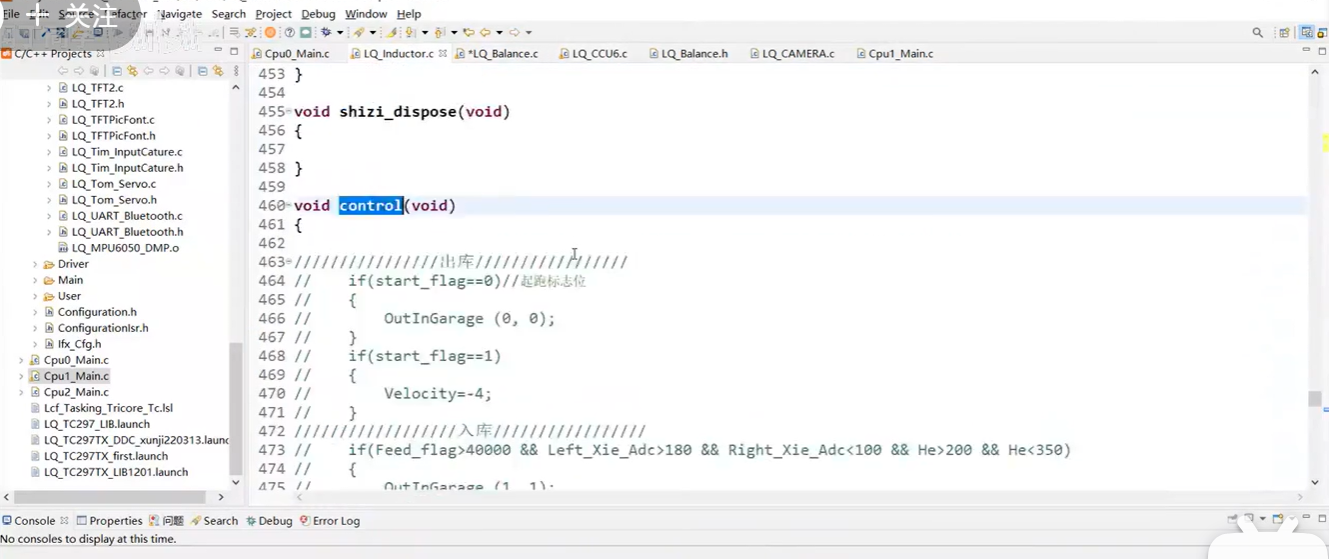 File Edit Source Refactor Navigate Search Project Debug Window Help
关注
C/C++ Projects
Cpu0_Main.c LQ_Inductor.c *LQ_Balance.c LQ_CCU6.c LQ_Balance.h LQ_CAMERA.c Cpu1_Main.c
LQ_TFT2.c
LQ_TFT2.h
LQ_TFTPicFont.c
LQ_TFTPicFont.h
LQ_Tim_InputCature.c
LQ_Tim_InputCature.h
LQ_Tom_Servo.c
LQ_Tom_Servo.h
LQ_UART_Bluetooth.c
LQ_UART_Bluetooth.h
LQ_MPU6050_DMP.o
Driver
Main
User
Configuration.h
ConfigurationIsr.h
Ifx_Cfg.h
Cpu0_Main.c
Cpu1_Main.c
Cpu2_Main.c
Lcf_Tasking_Tricore_Tc.lsl
LQ_TC297_LIB.launch
LQ_TC297TX_DDC_xunji220313.launc
LQ_TC297TX_first.launch
LQ_TC297TX_LIB1201.launch
453 }
454
455 void shizi_dispose(void)
456 {
457
458 }
459
460 void control(void)
461 {
462
463 ////////////////出库/////////////////
464 // if(start_flag==0)//起跑标志位
465 // {
466 // OutInGarage (0, 0);
467 // }
468 // if(start_flag==1)
469 // {
470 // Velocity=-4;
471 // }
472 //////////////////入库/////////////////
473 // if(Feed_flag>40000 && Left_Xie_Adc>180 && Right_Xie_Adc<100 && He>200 && He<350)
474 // {
475 // OutInGarage (1, 1);
Console Properties 问题 Search Debug Error Log
No consoles to display at this time.